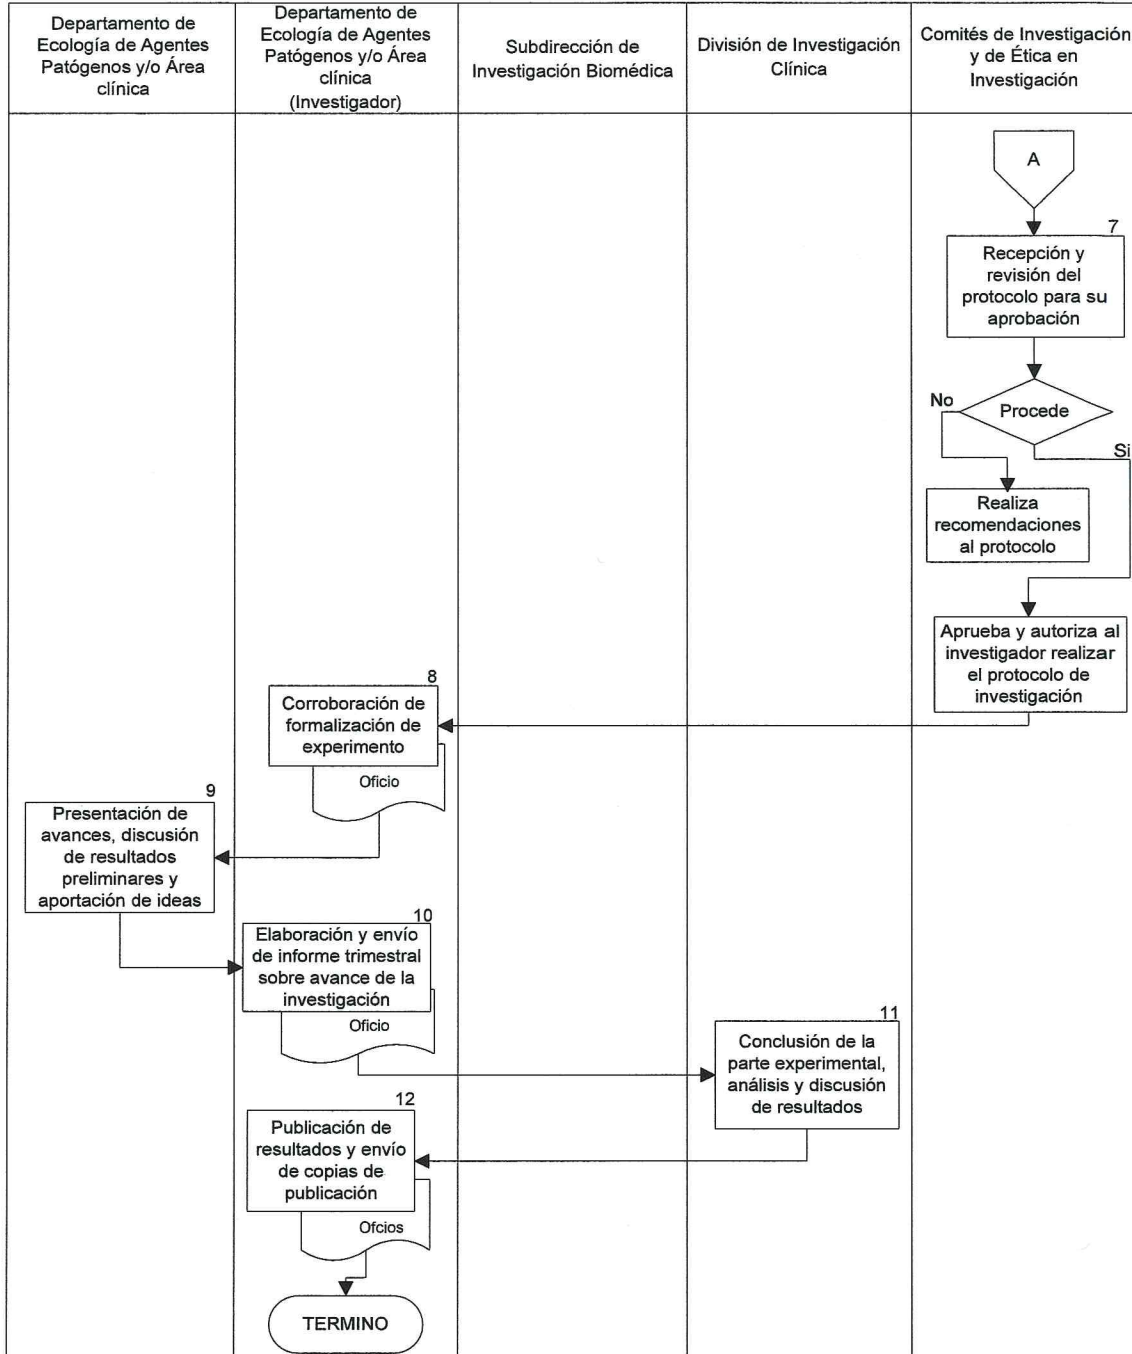 Departamento de
Ecología de Agentes
Patógenos y/o Área
clínica
Departamento de
Ecología de Agentes
Patógenos y/o Área
clínica
(Investigador)
Subdirección de
Investigación Biomédica
División de Investigación
Clínica
Comités de Investigación
y de Ética en
Investigación
A
7
Recepción y
revisión del
protocolo para su
aprobación
No
Procede
Si
Realiza
recomendaciones
al protocolo
Aprueba y autoriza al
investigador realizar
el protocolo de
investigación
8
Corroboración de
formalización de
experimento
Oficio
9
Presentación de
avances, discusión
de resultados
preliminares y
aportación de ideas
10
Elaboración y envío
de informe trimestral
sobre avance de la
investigación
Oficio
11
Conclusión de la
parte experimental,
análisis y discusión
de resultados
12
Publicación de
resultados y envío
de copias de
publicación
Ofcios
TERMINO